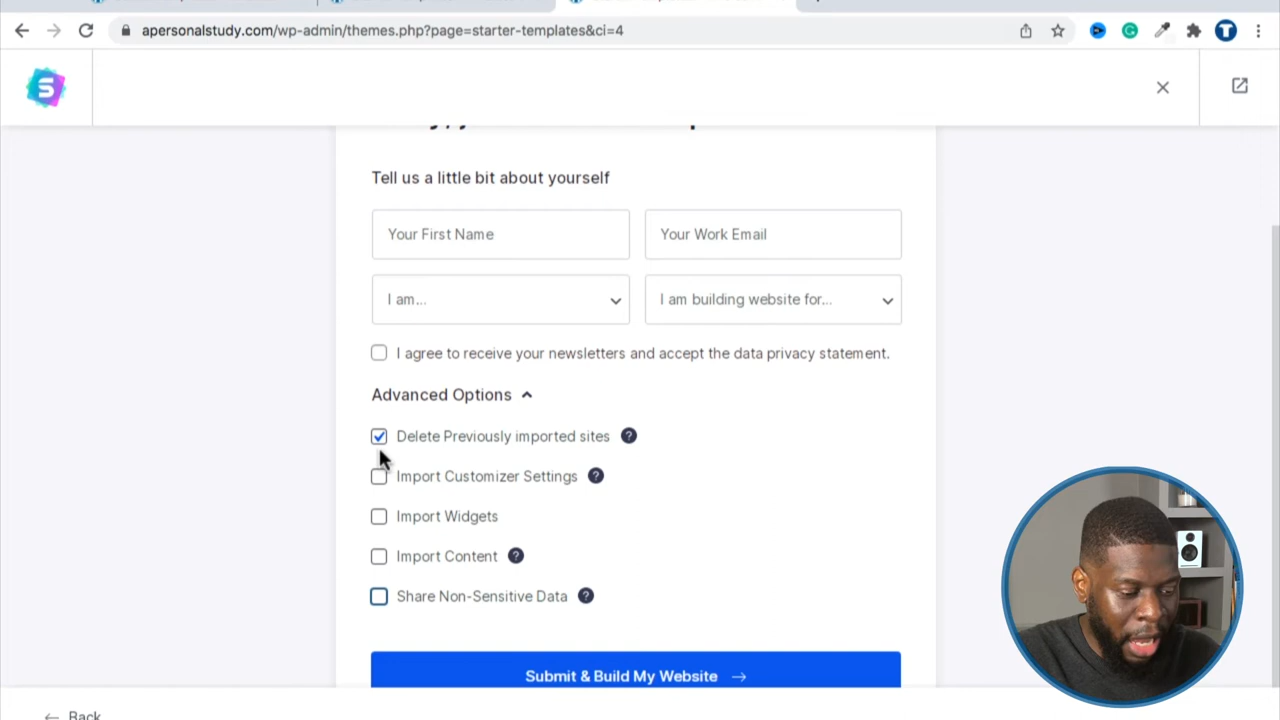 apersonalstudy.com/wp-admin/themes.php?page=starter-templates&ci=4
T
S
Tell us a little bit about yourself
Your First Name
Your Work Email
I am...
I am building website for...
I agree to receive your newsletters and accept the data privacy statement.
Advanced Options
Delete Previously imported sites ?
Import Customizer Settings ?
Import Widgets
Import Content ?
Share Non-Sensitive Data ?
Submit & Build My Website →
← Back